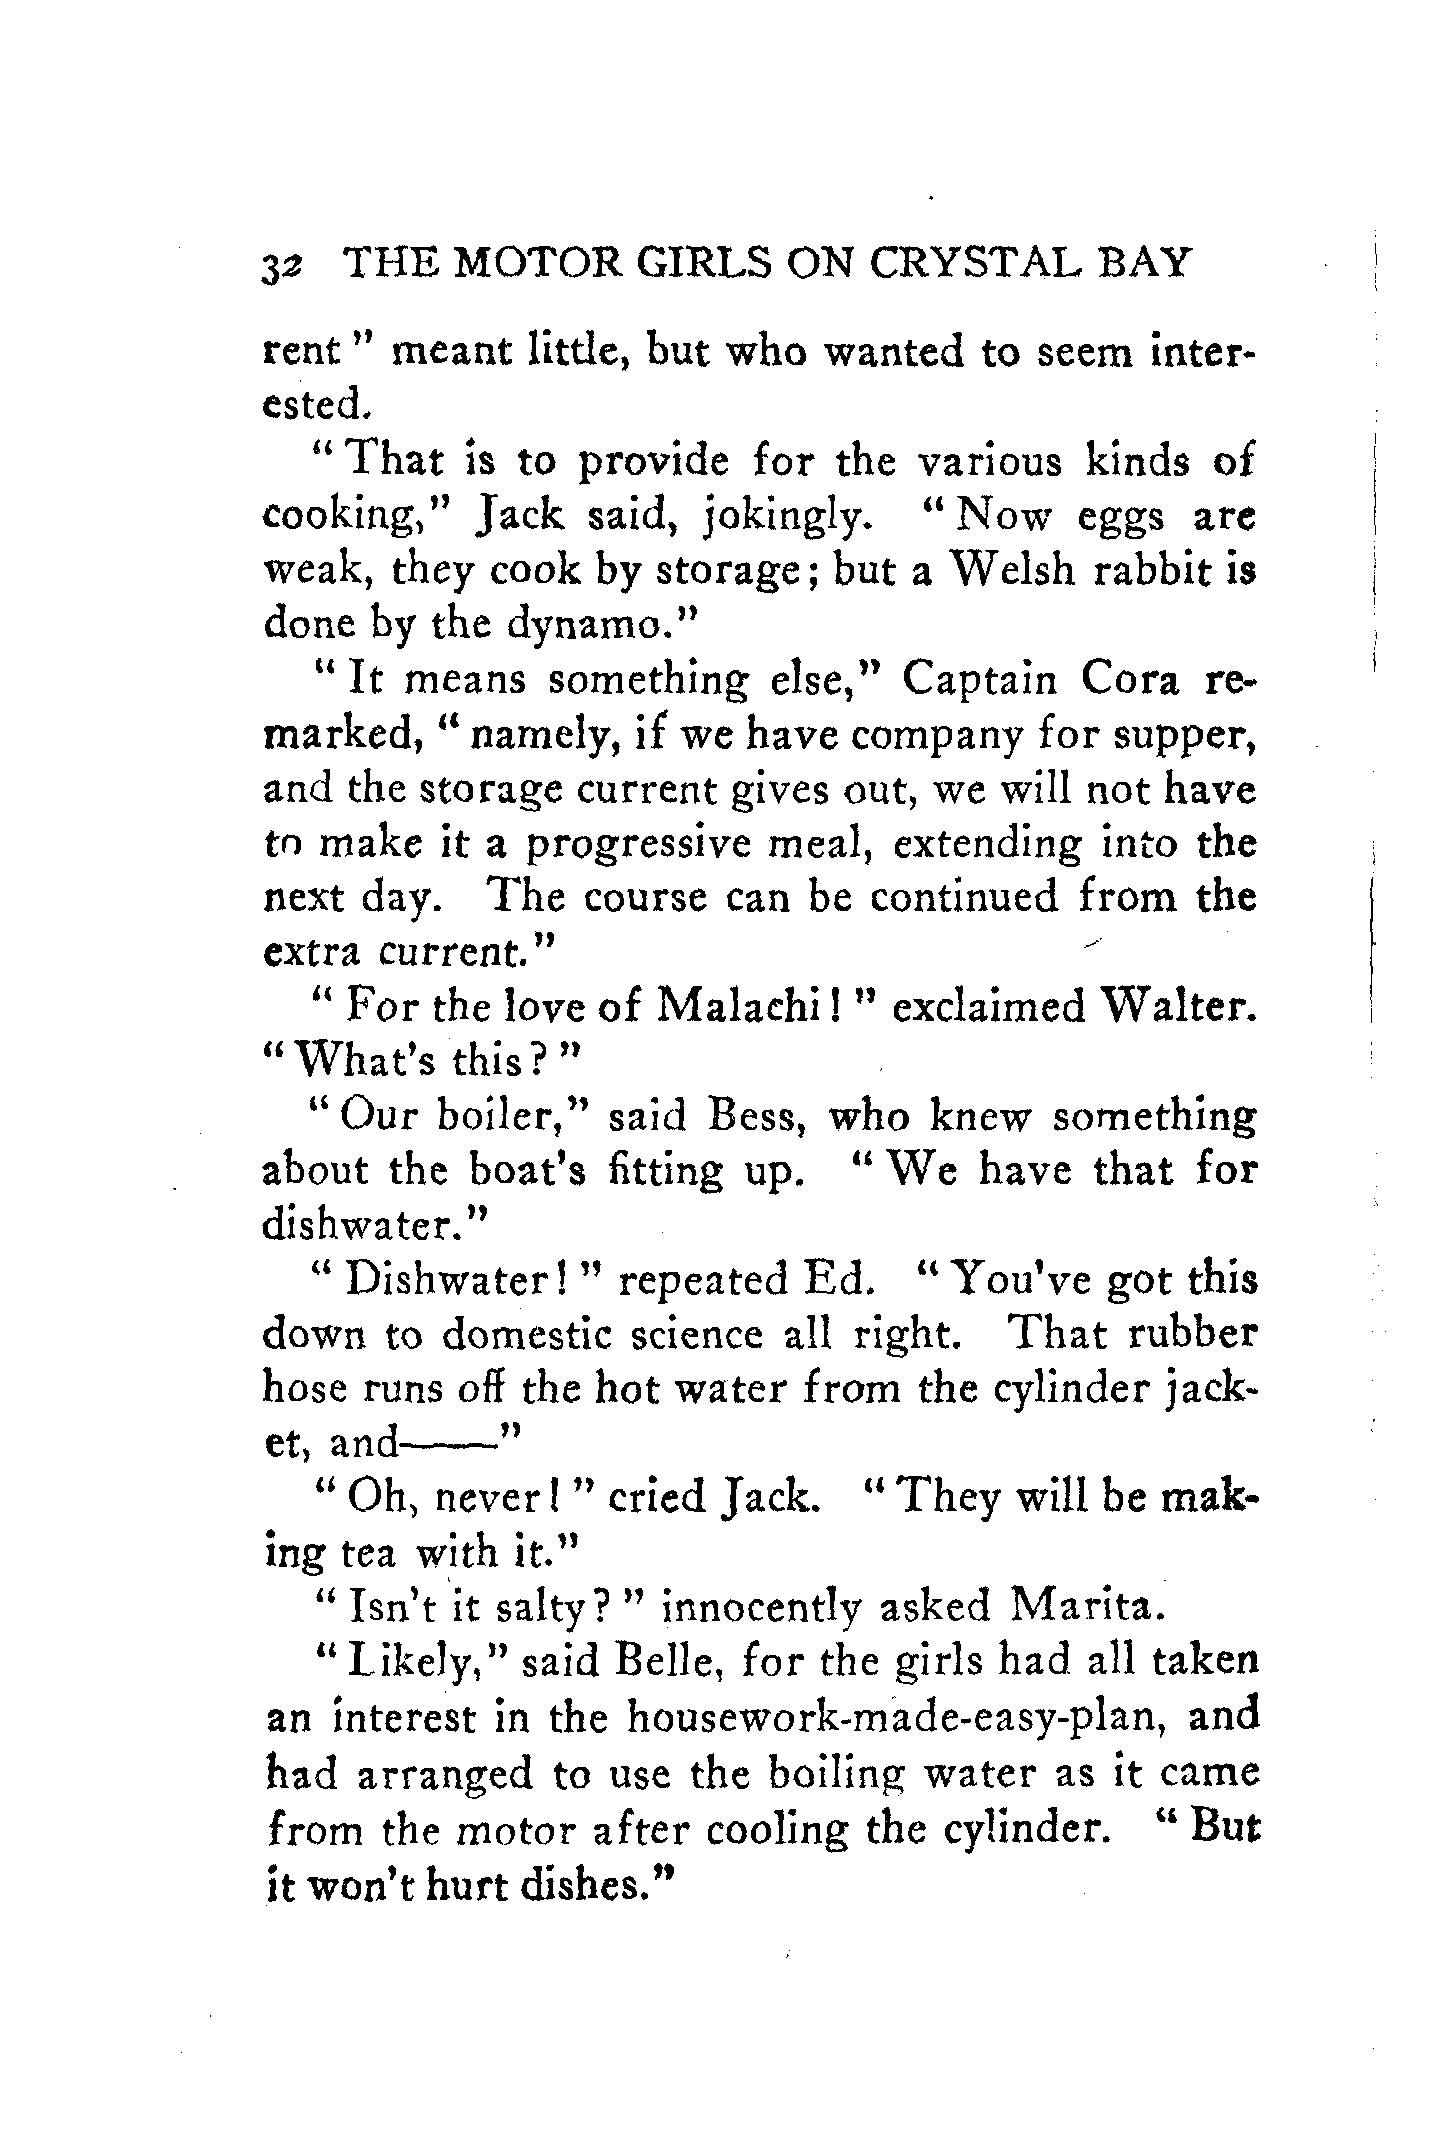 32 THE MOTOR GIRLS ON CRYSTAL BAY
rent" meant little, but who wanted to seem inter-
ested.
"That is to provide for the various kinds of
cooking," Jack said, jokingly. "Now eggs are
weak, they cook by storage; but a Welsh rabbit is
done by the dynamo."
"It means something else," Captain Cora re-
marked, "namely, if we have company for supper,
and the storage current gives out, we will not have
to make it a progressive meal, extending into the
next day. The course can be continued from the
extra current."
"For the love of Malachi!" exclaimed Walter.
"What's this?"
"Our boiler," said Bess, who knew something
about the boat's fitting up. "We have that for
dishwater."
"Dishwater!" repeated Ed. "You've got this
down to domestic science all right. That rubber
hose runs off the hot water from the cylinder jack-
et, and——"
"Oh, never!" cried Jack. "They will be mak-
ing tea with it."
"Isn't it salty?" innocently asked Marita.
"Likely," said Belle, for the girls had all taken
an interest in the housework-made-easy-plan, and
had arranged to use the boiling water as it came
from the motor after cooling the cylinder. "But
it won't hurt dishes."